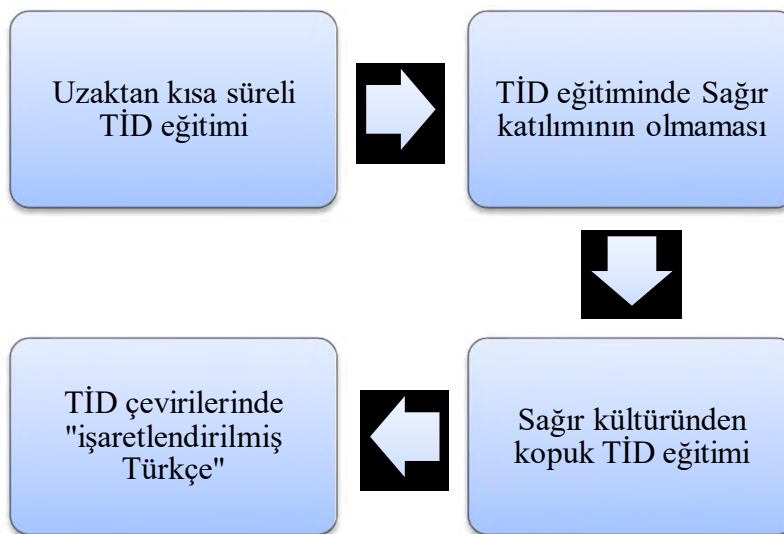 Uzaktan kısa süreli
TİD eğitimi
TİD eğitiminde Sağır
katılımının olmaması
Sağır kültüründen
kopuk TİD eğitimi
TİD çevirilerinde
"işaretlendirilmiş
Türkçe"